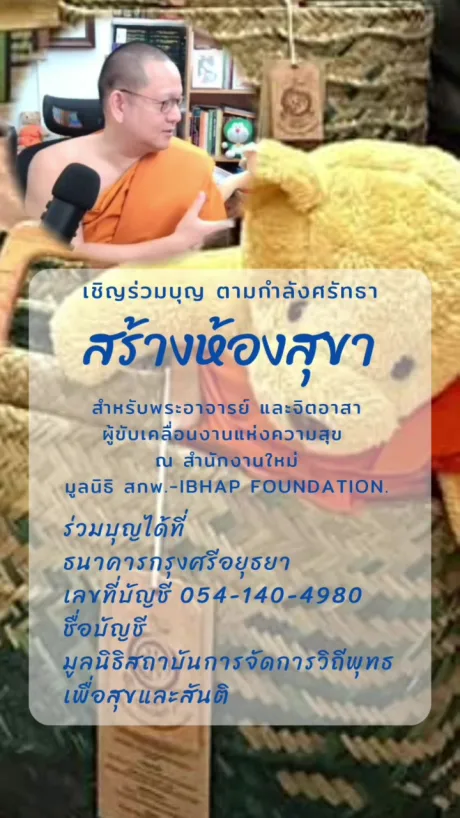 เชิญร่วมบุญ ตามกำลังศรัทธา
สร้างห้องสุขา
สำหรับพระอาจารย์ และจิตอาสา
ผู้ขับเคลื่อนงานแห่งความสุข
ณ สำนักงานใหม่
มูลนิธิ สกพ.-IBHAP FOUNDATION.
ร่วมบุญได้ที่
ธนาคารกรุงศรีอยุธยา
เลขที่บัญชี 054-140-4980
ชื่อบัญชี
มูลนิธิสถาบันการจัดการวิถีพุทธ
เพื่อสุขและสันติ